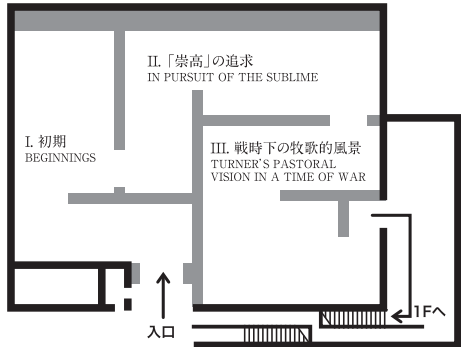 II. 「崇高」の追求
IN PURSUIT OF THE SUBLIME
I. 初期
BEGINNINGS
III. 戦時下の牧歌的風景
TURNER'S PASTORAL
VISION IN A TIME OF WAR
1Fへ
入口